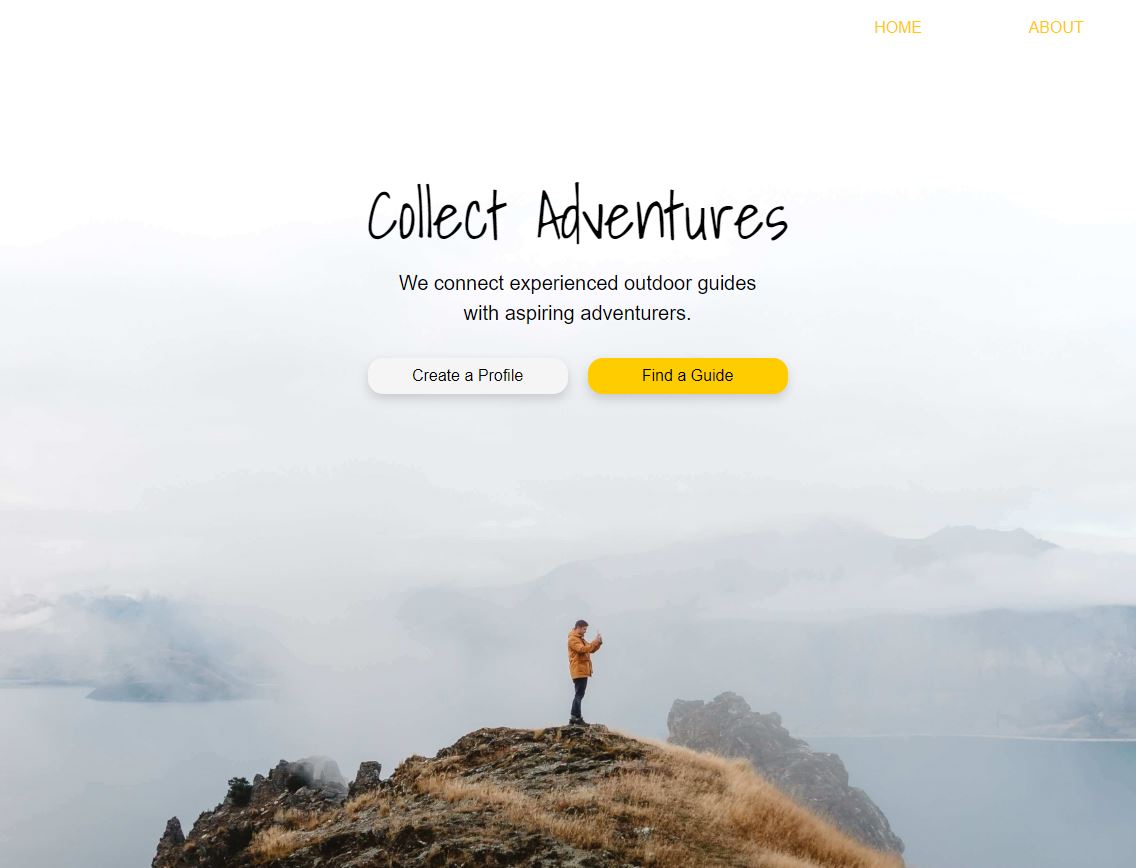 HOME ABOUT
Collect Adventures
We connect experienced outdoor guides
with aspiring adventurers.
Create a Profile Find a Guide